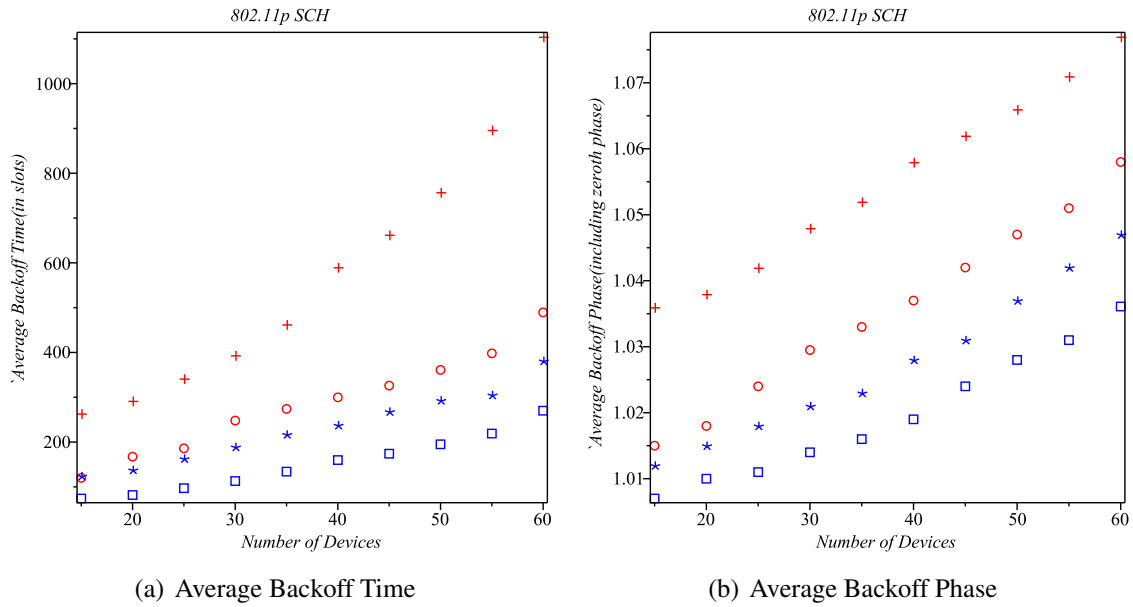 802.11p SCH
1000
800
600
400
200
`Average Backoff Time(in slots)
20 30 40 50 60
Number of Devices
(a) Average Backoff Time
802.11p SCH
1.07
1.06
1.05
1.04
1.03
1.02
1.01
`Average Backoff Phase(including zeroth phase)
20 30 40 50 60
Number of Devices
(b) Average Backoff Phase